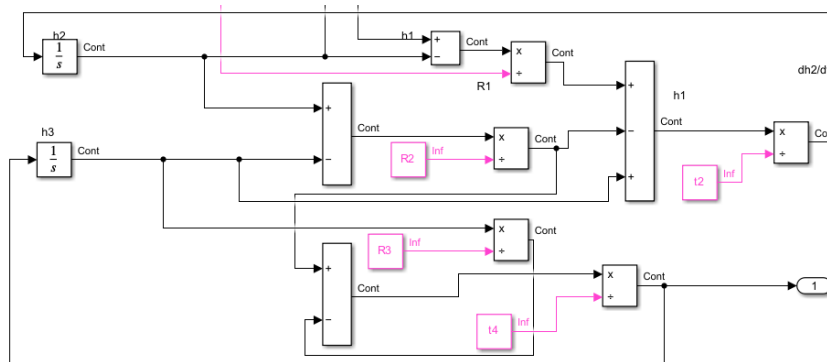 h2
1
s
Cont
h1
+
−
Cont
x
÷
R1
Cont
+
−
Cont
R2
Inf
x
÷
Cont
+
−
+
h1
Cont
dh2/d
t2
Inf
x
÷
Co
h3
1
s
Cont
R3
Inf
x
÷
Cont
+
−
Cont
t4
Inf
x
÷
Cont
1